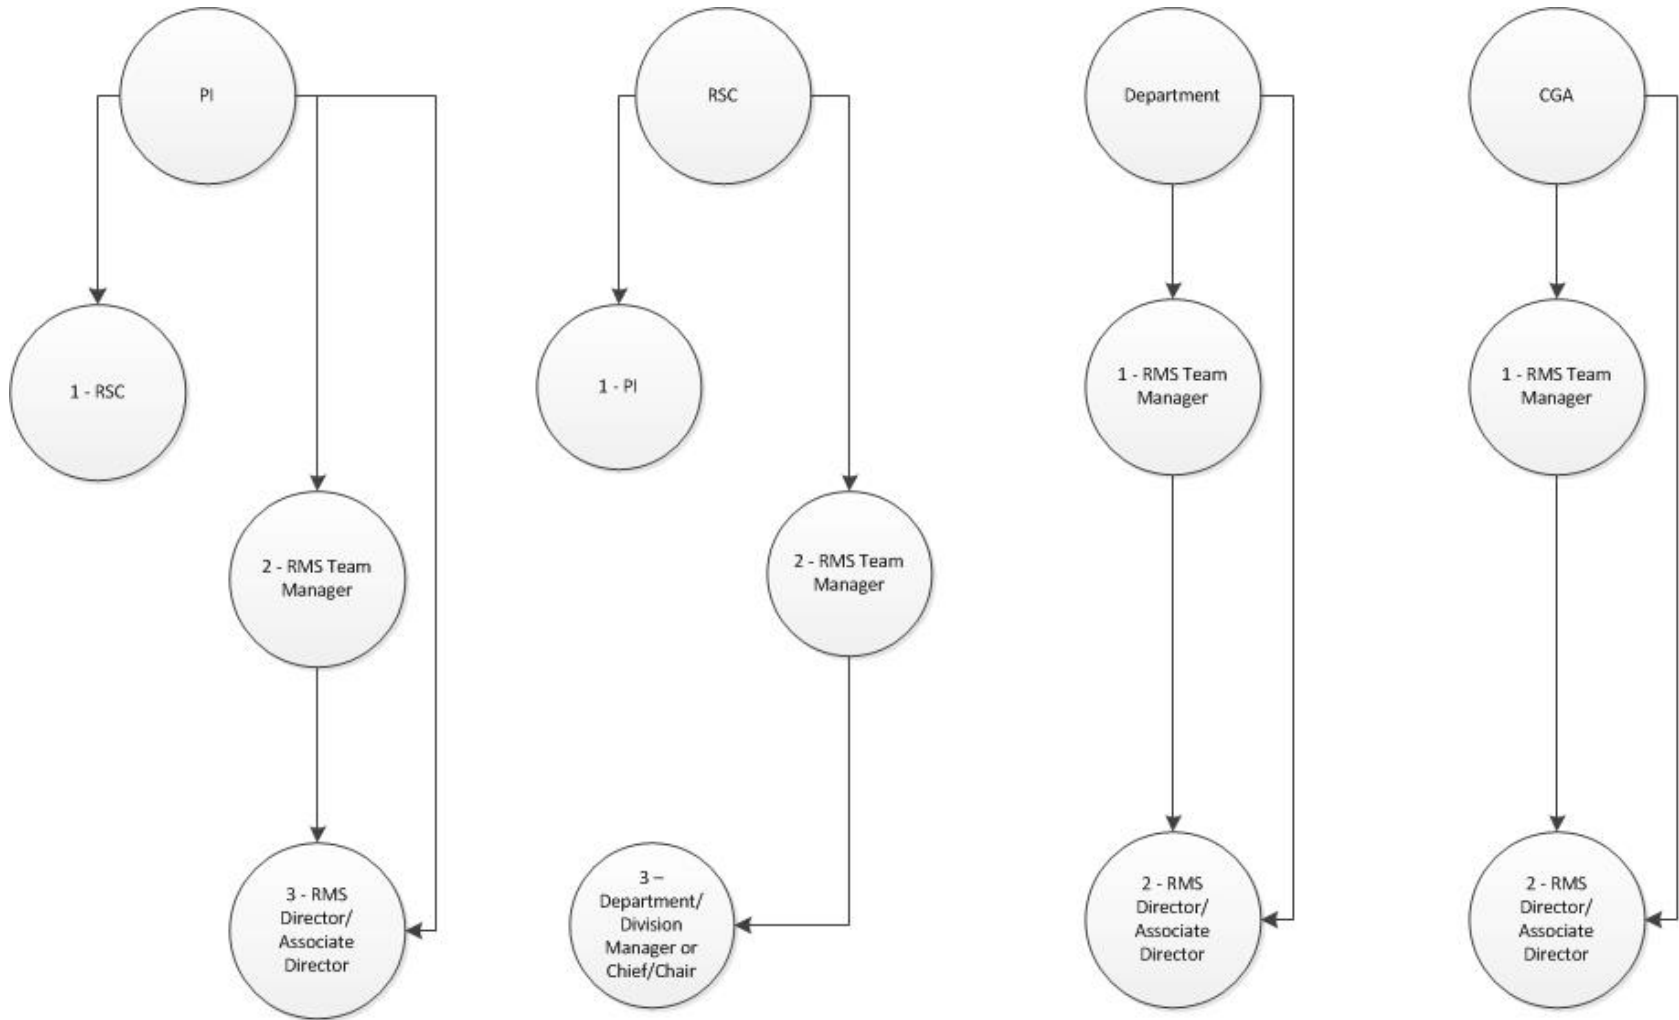 PI
RSC
Department
CGA
1 - RSC
1 - PI
1 - RMS Team
Manager
1 - RMS Team
Manager
2 - RMS Team
Manager
2 - RMS Team
Manager
3 - RMS
Director/
Associate
Director
3 –
Department/
Division
Manager or
Chief/Chair
2 - RMS
Director/
Associate
Director
2 - RMS
Director/
Associate
Director